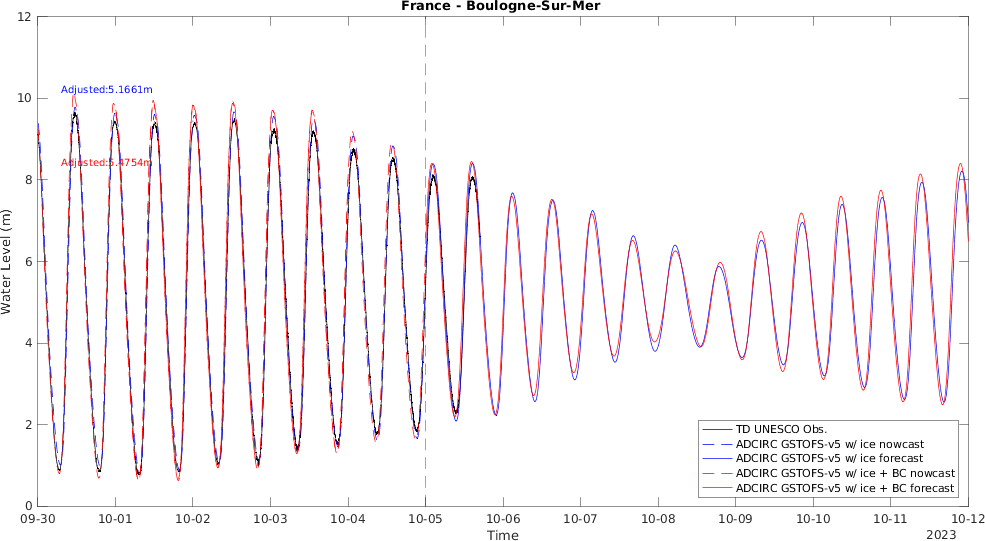 France - Boulogne-Sur-Mer
12
10
8
6
4
2
0
Water Level (m)
Adjusted:5.1661m
Adjusted:5.4754m
TD UNESCO Obs.
ADCIRC GSTOFS-v5 w/ ice nowcast
ADCIRC GSTOFS-v5 w/ ice forecast
ADCIRC GSTOFS-v5 w/ ice + BC nowcast
ADCIRC GSTOFS-v5 w/ ice + BC forecast
09-30 10-01 10-02 10-03 10-04 10-05 10-06 10-07 10-08 10-09 10-10 10-11 10-12
Time
2023